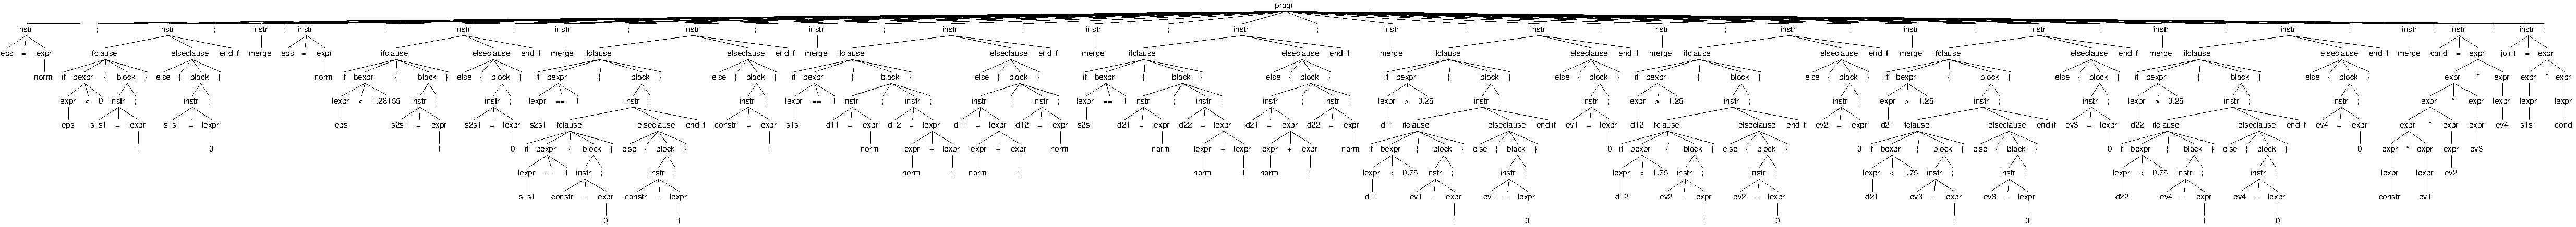 progr
instr ; instr ; instr ; instr ; instr ; instr ; instr ; instr ; instr ; instr ; instr ; instr ; instr ; instr ; instr ; instr ; instr ; instr ; instr ; instr ; instr ; instr ;
eps = lexpr ifclause elseclause end if merge eps = lexpr ifclause elseclause end if merge ifclause elseclause end if merge ifclause elseclause end if merge ifclause elseclause end if merge ifclause elseclause end if merge ifclause elseclause end if merge ifclause elseclause end if merge ifclause elseclause end if merge cond = expr joint = expr
norm if bexpr { block } else { block } norm if bexpr { block } else { block } if bexpr { block } else { block } if bexpr { block } else { block } if bexpr { block } else { block } if bexpr { block } else { block } if bexpr { block } else { block } if bexpr { block } else { block } if bexpr { block } else { block } expr * expr expr * expr
lexpr < 0 instr ; instr ; lexpr < 1.28155 instr ; instr ; lexpr == 1 instr ; instr ; lexpr == 1 instr ; instr ; instr ; instr ; lexpr == 1 instr ; instr ; instr ; instr ; lexpr > 0.25 instr ; instr ; lexpr > 1.25 instr ; instr ; lexpr > 1.25 instr ; instr ; lexpr > 0.25 instr ; instr ; expr * expr lexpr lexpr lexpr
eps s1s1 = lexpr s1s1 = lexpr eps s2s1 = lexpr s2s1 = lexpr s2s1 ifclause elseclause end if constr = lexpr s1s1 d11 = lexpr d12 = lexpr d11 = lexpr d12 = lexpr s2s1 d21 = lexpr d22 = lexpr d21 = lexpr d22 = lexpr d11 ifclause elseclause end if ev1 = lexpr d12 ifclause elseclause end if ev2 = lexpr d21 ifclause elseclause end if ev3 = lexpr d22 ifclause elseclause end if ev4 = lexpr expr * expr lexpr ev4 s1s1 cond
1 0 1 0 if bexpr { block } else { block } 1 norm lexpr + lexpr lexpr + lexpr norm norm lexpr + lexpr lexpr + lexpr norm if bexpr { block } else { block } 0 if bexpr { block } else { block } 0 if bexpr { block } else { block } 0 if bexpr { block } else { block } 0 expr * expr lexpr ev3
lexpr == 1 instr ; instr ; norm 1 norm 1 norm 1 norm 1 lexpr < 0.75 instr ; instr ; lexpr < 1.75 instr ; instr ; lexpr < 1.75 instr ; instr ; lexpr < 0.75 instr ; instr ; lexpr lexpr ev2
s1s1 constr = lexpr constr = lexpr d11 ev1 = lexpr ev1 = lexpr d12 ev2 = lexpr ev2 = lexpr d21 ev3 = lexpr ev3 = lexpr d22 ev4 = lexpr ev4 = lexpr constr ev1
0 1 1 0 1 0 1 0 1 0